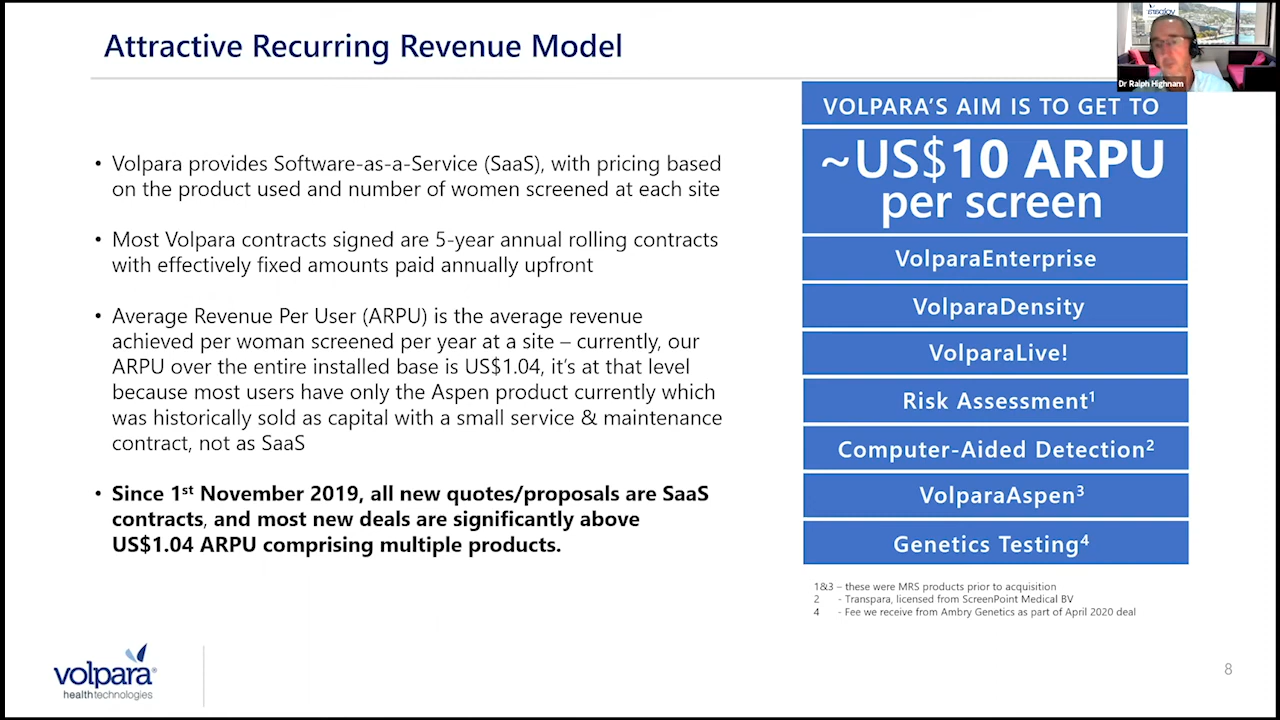 Attractive Recurring Revenue Model
Dr Ralph Highnam
• Volpara provides Software-as-a-Service (SaaS), with pricing based
on the product used and number of women screened at each site
• Most Volpara contracts signed are 5-year annual rolling contracts
with effectively fixed amounts paid annually upfront
• Average Revenue Per User (ARPU) is the average revenue
achieved per woman screened per year at a site – currently, our
ARPU over the entire installed base is US$1.04, it’s at that level
because most users have only the Aspen product currently which
was historically sold as capital with a small service & maintenance
contract, not as SaaS
• Since 1st November 2019, all new quotes/proposals are SaaS
contracts, and most new deals are significantly above
US$1.04 ARPU comprising multiple products.
VOLPARA’S AIM IS TO GET TO
~US$10 ARPU
per screen
VolparaEnterprise
VolparaDensity
VolparaLive!
Risk Assessment1
Computer-Aided Detection2
VolparaAspen3
Genetics Testing4
1&3 – these were MRS products prior to acquisition
2 - Transpara, licensed from ScreenPoint Medical BV
4 - Fee we receive from Ambry Genetics as part of April 2020 deal
volpara®
healthtechnologies
8